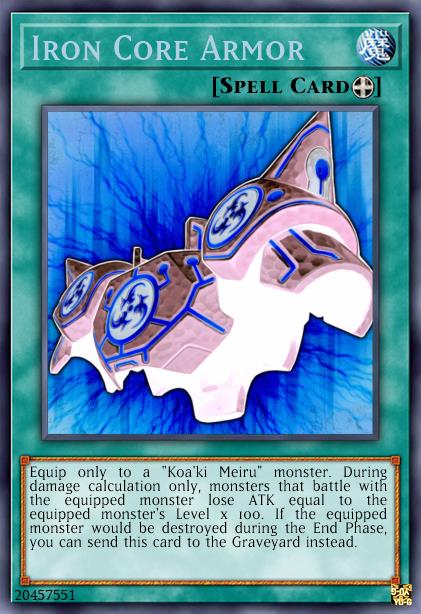 Iron Core Armor
魔
[Spell Card]
Equip only to a "Koa'ki Meiru" monster. During
damage calculation only, monsters that battle with
the equipped monster lose ATK equal to the
equipped monster's Level x 100. If the equipped
monster would be destroyed during the End Phase,
you can send this card to the Graveyard instead.
20457551